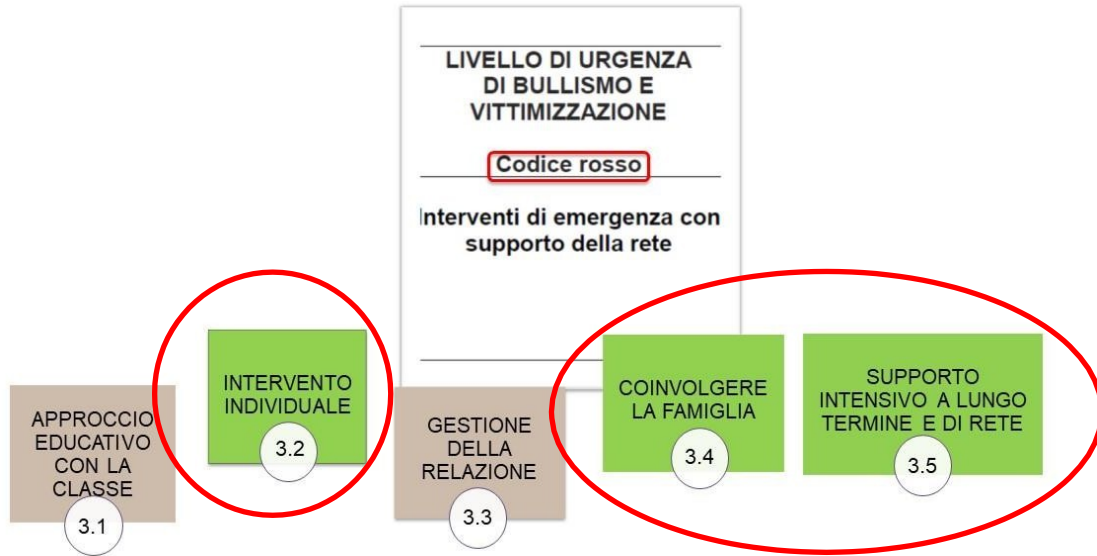 LIVELLO DI URGENZA
DI BULLISMO E
VITTIMIZZAZIONE
Codice rosso
Interventi di emergenza con
supporto della rete
APPROCCIO
EDUCATIVO
CON LA
CLASSE
3.1
INTERVENTO
INDIVIDUALE
3.2
GESTIONE
DELLA
RELAZIONE
3.3
COINVOLGERE
LA FAMIGLIA
3.4
SUPPORTO
INTENSIVO A LUNGO
TERMINE E DI RETE
3.5